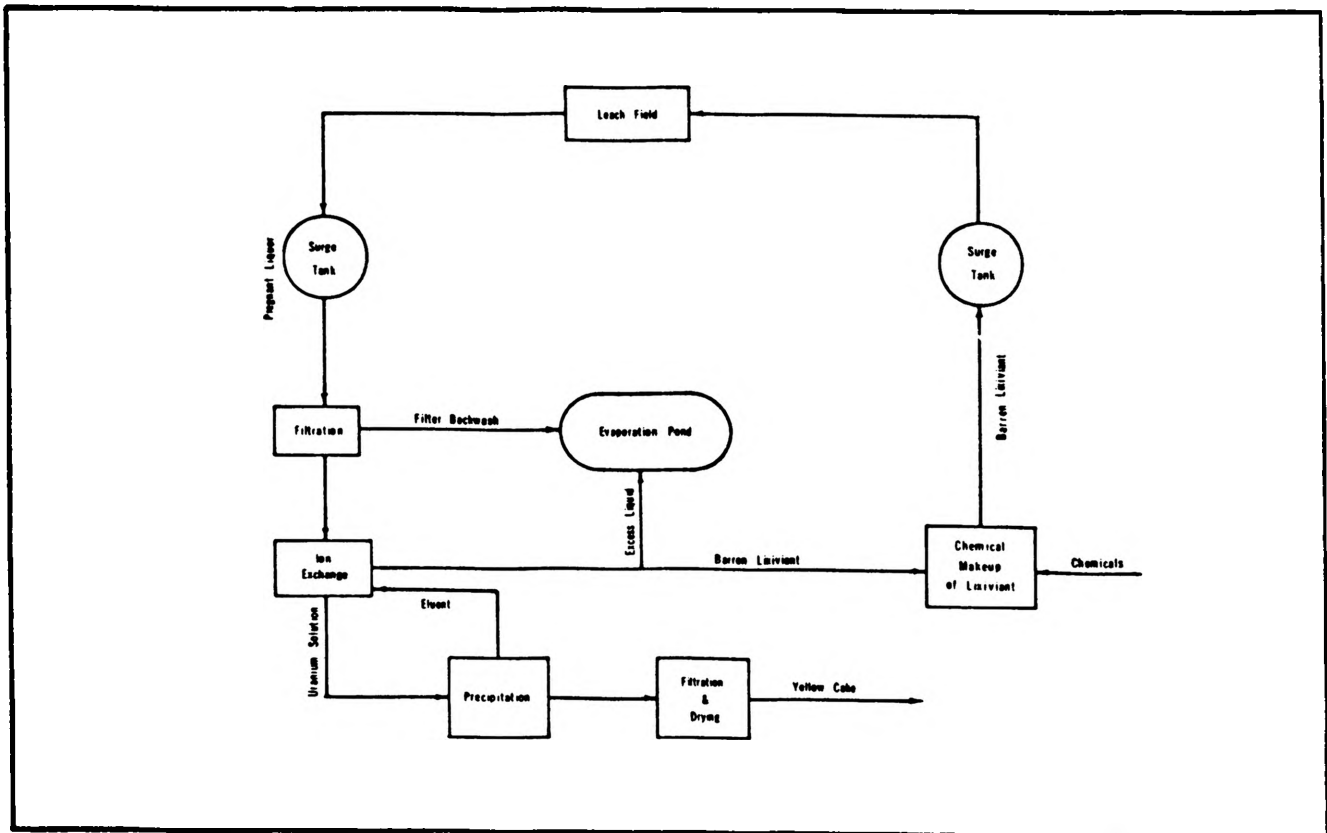 Leach Field
Surge
Tank
Pregnant Liquor
Surge
Tank
Barren Lixiviant
Filtration
Filter Backwash
Evaporation Pond
Excess Liquid
Ion
Exchange
Barren Lixiviant
Chemical
Makeup
of Lixiviant
Chemicals
Eluent
Uranium Solution
Precipitation
Filtration
&
Drying
Yellow Cake